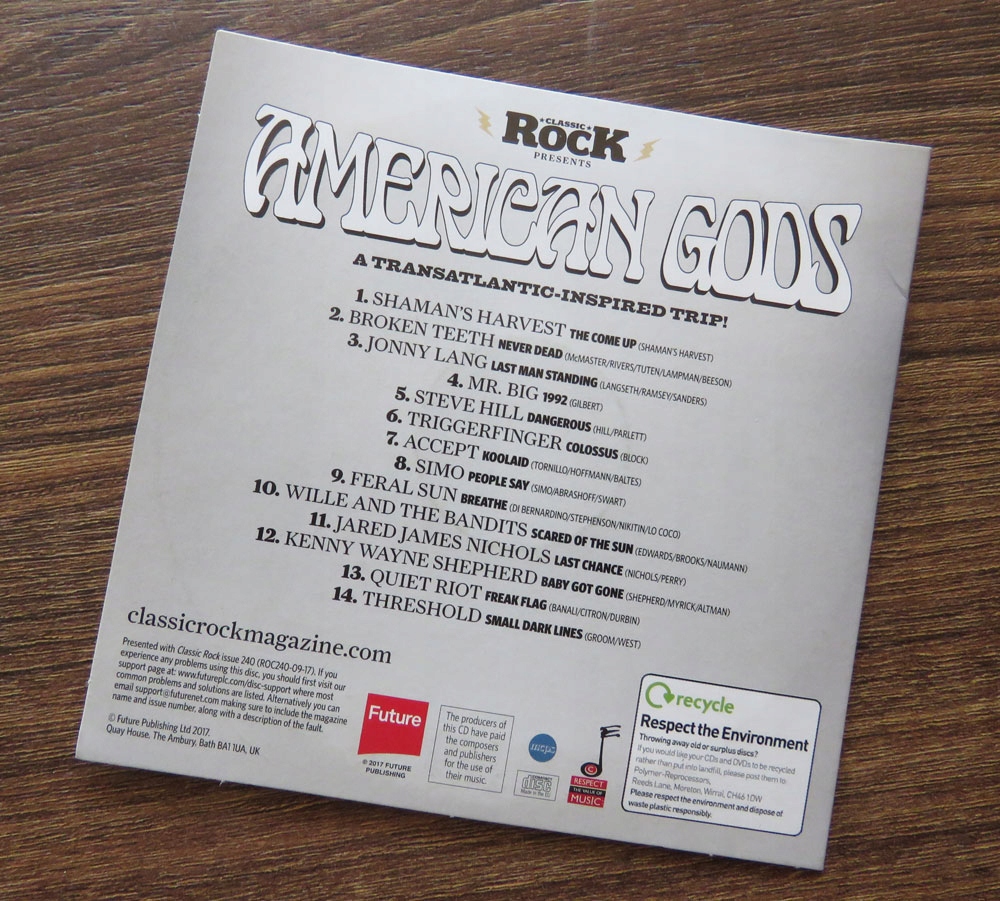 ★CLASSIC★
ROCK
PRESENTS
AMERICAN GODS
A TRANSATLANTIC-INSPIRED TRIP!
1. SHAMAN'S HARVEST THE COME UP (SHAMAN'S HARVEST)
2. BROKEN TEETH NEVER DEAD (McMASTER/RIVERS/TUTEN/LAMPMAN/BEESON)
3. JONNY LANG LAST MAN STANDING (LANGSETH/RAMSEY/SANDERS)
4. MR. BIG 1992 (GILBERT)
5. STEVE HILL DANGEROUS (HILL/PARLETT)
6. TRIGGERFINGER COLOSSUS (BLOCK)
7. ACCEPT KOOLAID (TORNILLO/HOFFMANN/BALTES)
8. SIMO PEOPLE SAY (SIMO/ABRASHOFF/SWART)
9. FERAL SUN BREATHE (DI BERNARDINO/STEPHENSON/NIKITIN/LO COCO)
10. WILLE AND THE BANDITS SCARED OF THE SUN (EDWARDS/BROOKS/NAUMANN)
11. JARED JAMES NICHOLS LAST CHANCE (NICHOLS/PERRY)
12. KENNY WAYNE SHEPHERD BABY GOT GONE (SHEPHERD/MYRICK/ALTMAN)
13. QUIET RIOT FREAK FLAG (BANALI/CITRON/DURBIN)
14. THRESHOLD SMALL DARK LINES (GROOM/WEST)
classicrockmagazine.com
Presented with Classic Rock issue 240 (ROC240-09-17). If you
experience any problems using this disc, you should first visit our
support page at: www.futureplc.com/disc-support where most
common problems and solutions are listed. Alternatively you can
email support@futurenet.com making sure to include the magazine
name and issue number, along with a description of the fault.
© Future Publishing Ltd 2017.
Quay House, The Ambury, Bath BA1 1UA, UK
Future
© 2017 FUTURE
PUBLISHING
The producers of
this CD have paid
the composers
and publishers
for the use of
their music.
mcps
COMPACT
disc
Made in the EU
©
RESPECT
THE VALUE OF
MUSIC
recycle
Respect the Environment
Throwing away old or surplus discs?
If you would like your CDs and DVDs to be recycled
rather than put into landfill, please post them to:
Polymer-Reprocessors,
Reeds Lane, Moreton, Wirral, CH46 1DW
Please respect the environment and dispose of
waste plastic responsibly.